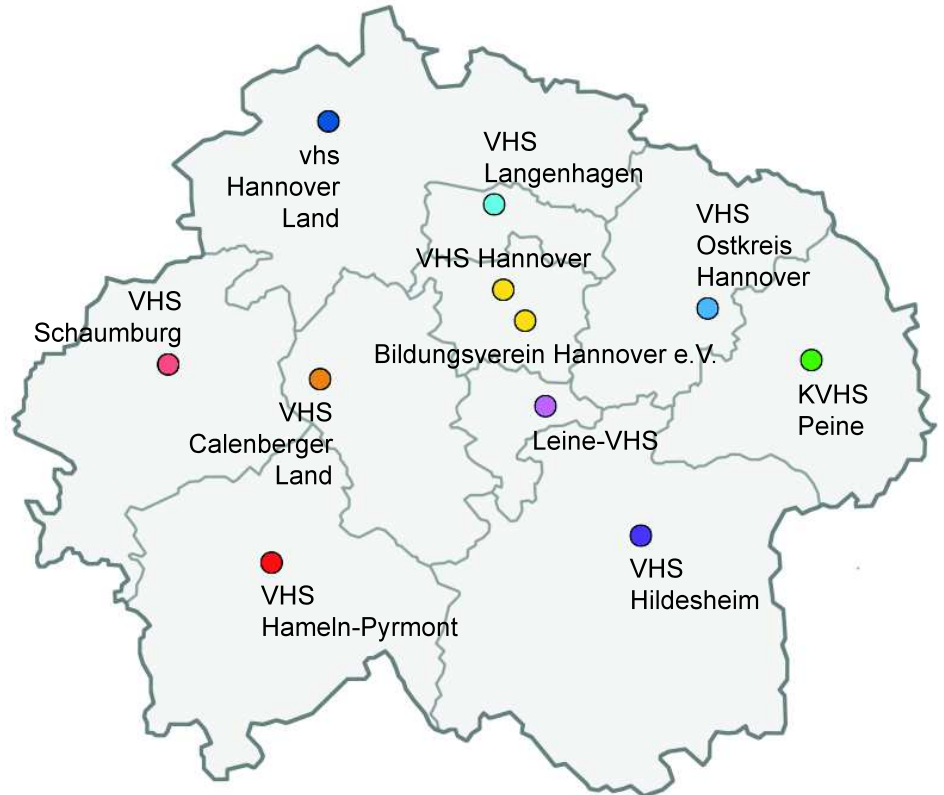 vhs
Hannover
Land
VHS
Langenhagen
VHS
Ostkreis
Hannover
VHS Hannover
VHS
Schaumburg
Bildungsverein Hannover e.V.
KVHS
Peine
VHS
Calenberger
Land
Leine-VHS
VHS
Hildesheim
VHS
Hameln-Pyrmont